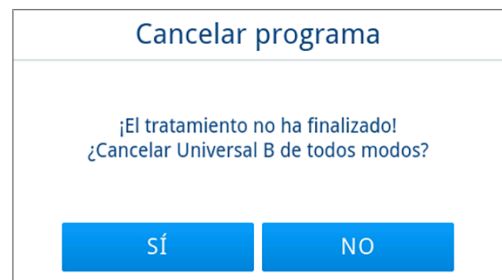 Cancelar programa
¡El tratamiento no ha finalizado!
¿Cancelar Universal B de todos modos?
SÍ
NO